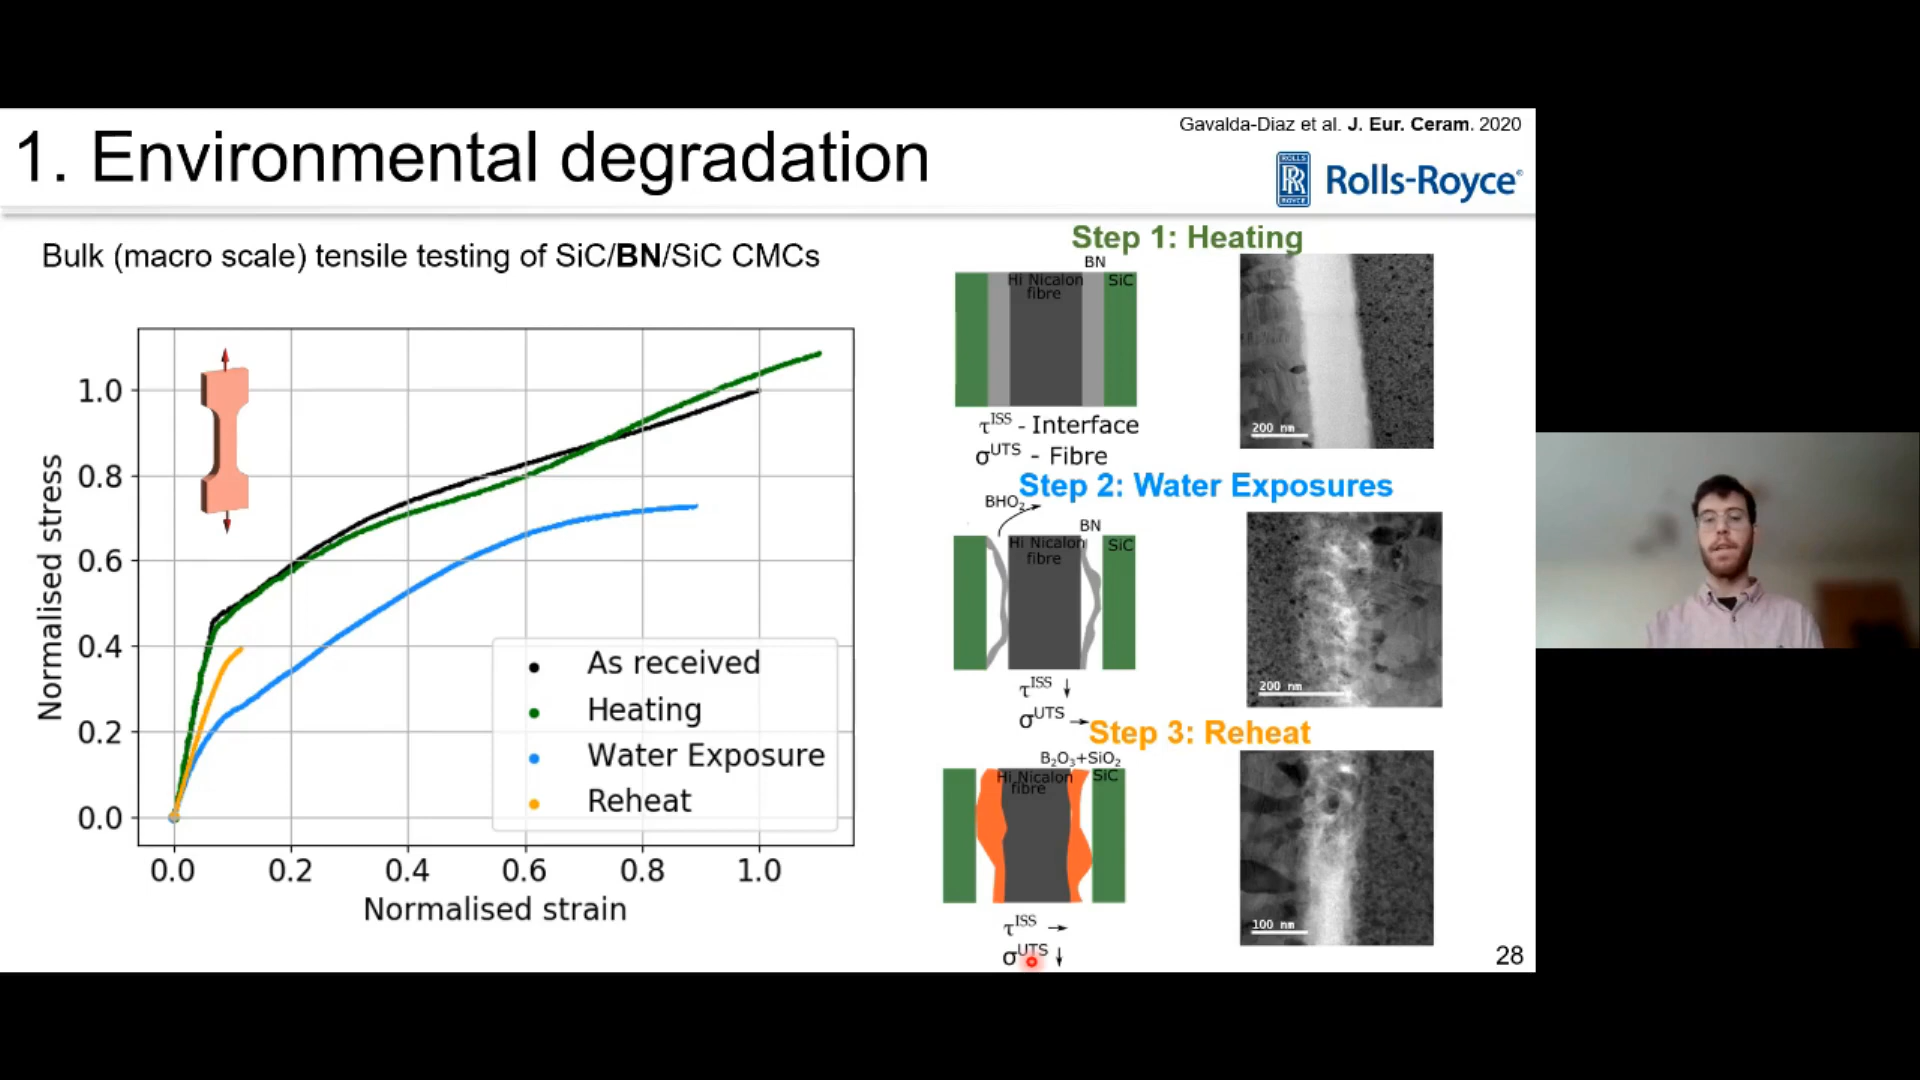 1. Environmental degradation
Gavalda-Diaz et al. J. Eur. Ceram. 2020
ROLLS
RR
ROYCE
Rolls-Royce
Bulk (macro scale) tensile testing of SiC/BN/SiC CMCs
Normalised stress
1.0
0.8
0.6
0.4
0.2
0.0
0.0 0.2 0.4 0.6 0.8 1.0
Normalised strain
As received
Heating
Water Exposure
Reheat
Step 1: Heating
BN
Hi Nicalon SiC
fibre
τᴵˢˢ - Interface
σᵁᵀˢ - Fibre
200 nm
Step 2: Water Exposures
BHO₂
BN
Hi Nicalon SiC
fibre
τᴵˢˢ ↓
σᵁᵀˢ →
200 nm
Step 3: Reheat
B₂O₃+SiO₂
Hi Nicalon SiC
fibre
τᴵˢˢ →
σᵁᵀˢ ↓
100 nm
28